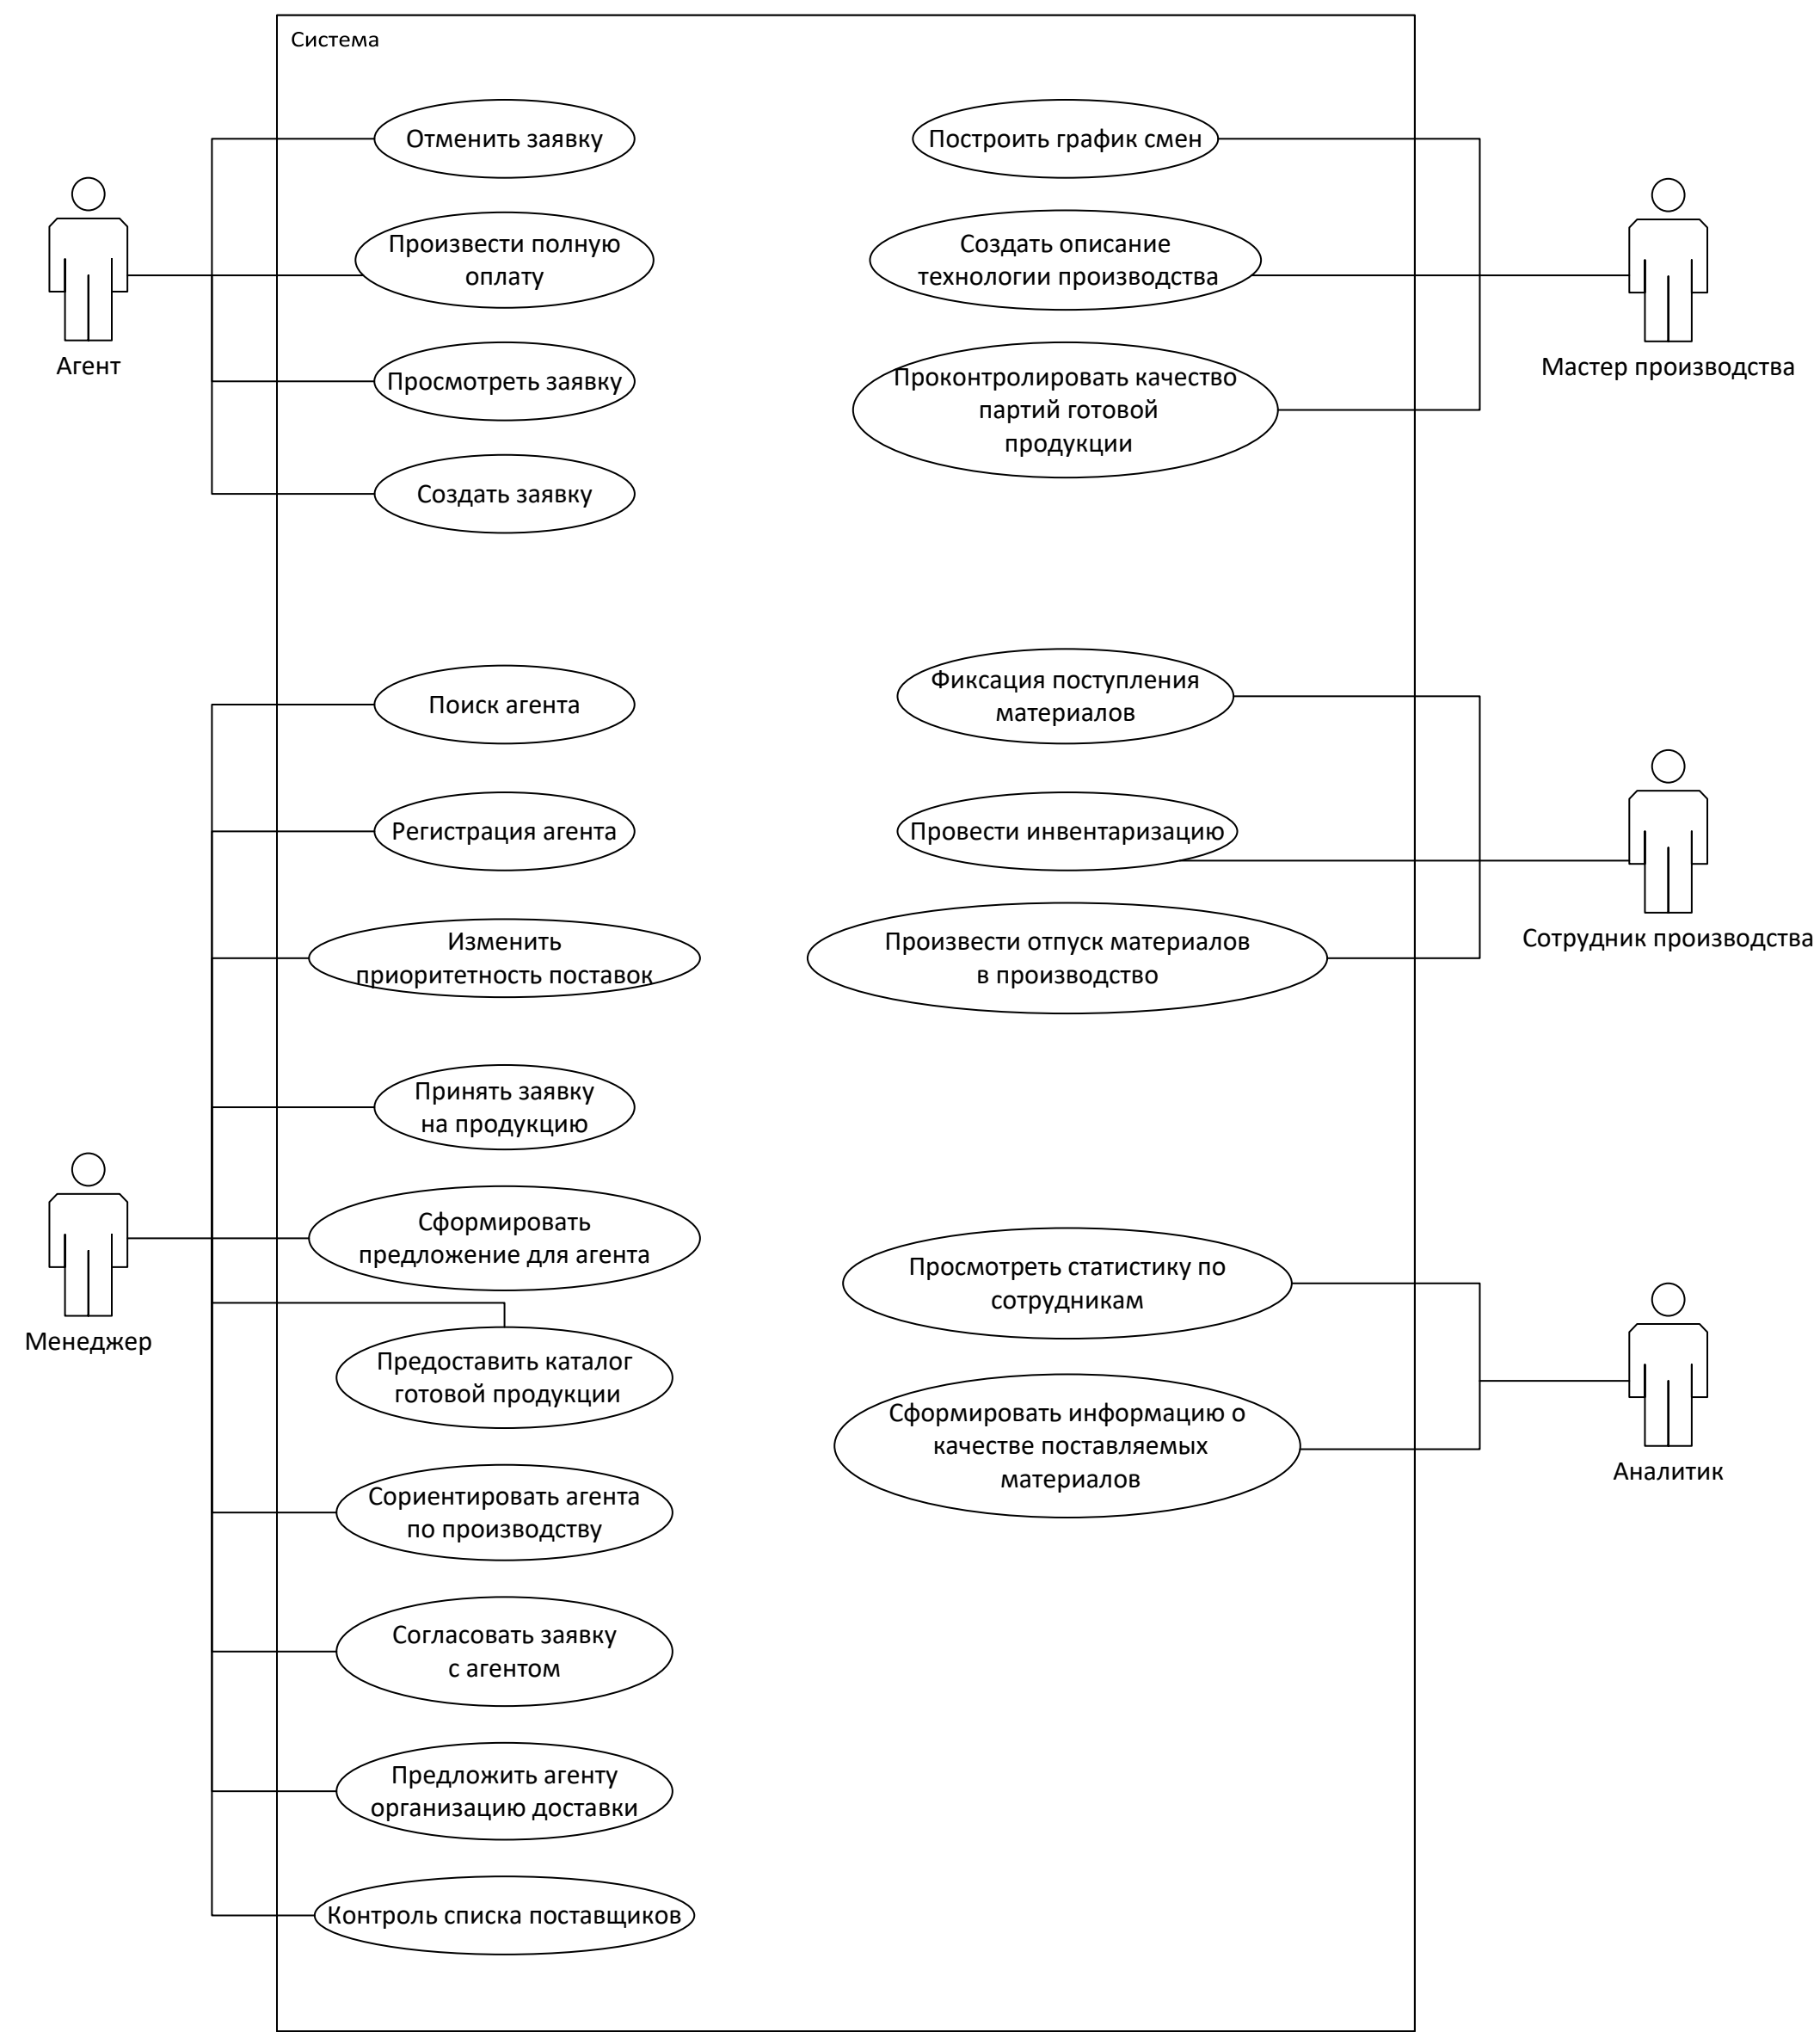 Система
Отменить заявку
Произвести полную
оплату
Просмотреть заявку
Создать заявку
Агент
Построить график смен
Создать описание
технологии производства
Проконтролировать качество
партий готовой
продукции
Мастер производства
Поиск агента
Регистрация агента
Изменить
приоритетность поставок
Принять заявку
на продукцию
Сформировать
предложение для агента
Предоставить каталог
готовой продукции
Сориентировать агента
по производству
Согласовать заявку
с агентом
Предложить агенту
организацию доставки
Контроль списка поставщиков
Менеджер
Фиксация поступления
материалов
Провести инвентаризацию
Произвести отпуск материалов
в производство
Сотрудник производства
Просмотреть статистику по
сотрудникам
Сформировать информацию о
качестве поставляемых
материалов
Аналитик